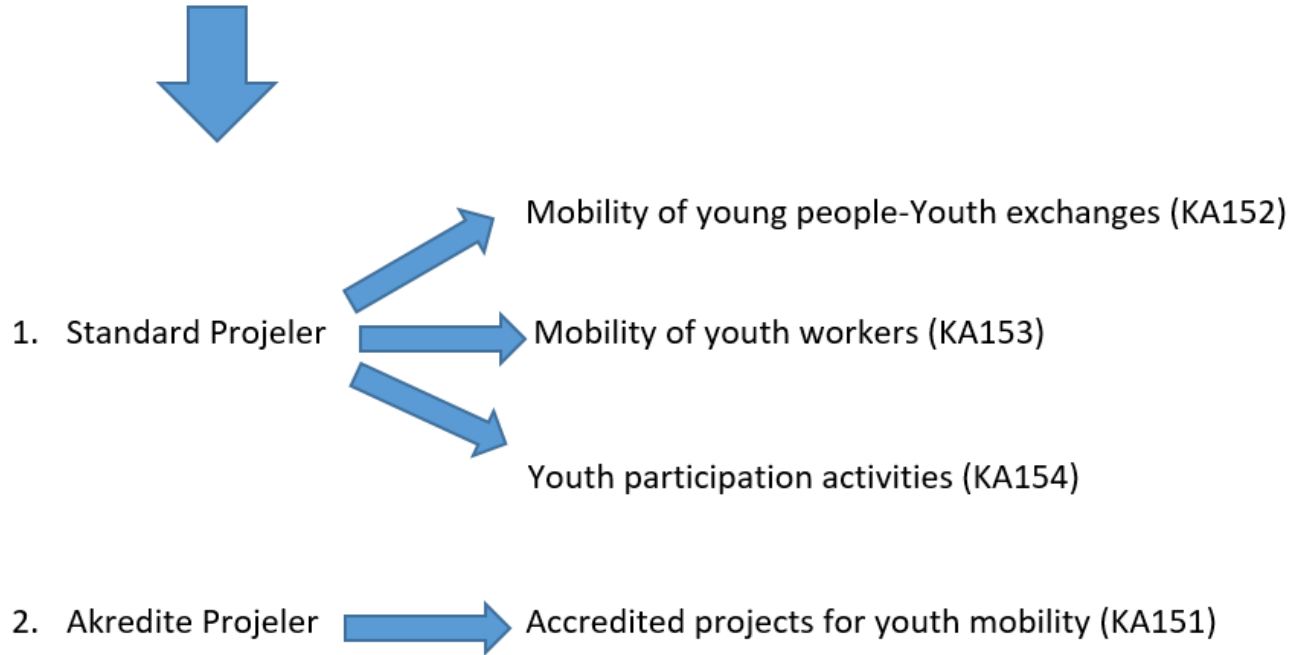 Mobility of young people-Youth exchanges (KA152)
1. Standard Projeler
Mobility of youth workers (KA153)
Youth participation activities (KA154)
2. Akredite Projeler
Accredited projects for youth mobility (KA151)